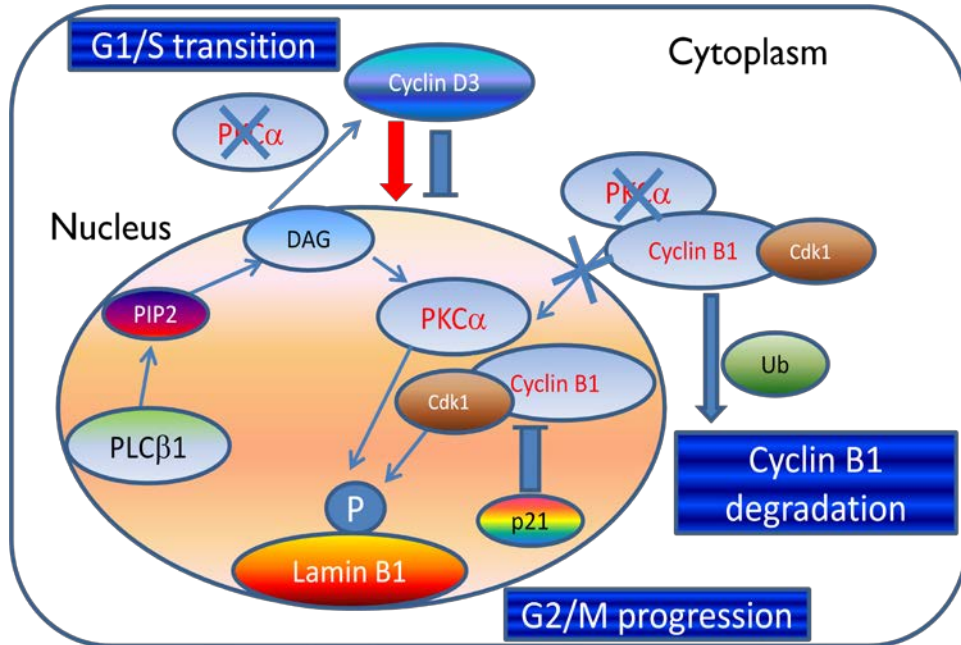 G1/S transition
Cytoplasm
Cyclin D3
PKCα
PKCα
Nucleus
DAG
Cyclin B1
Cdk1
PIP2
PKCα
Ub
Cyclin B1
Cdk1
PLCβ1
Cyclin B1
degradation
P
p21
Lamin B1
G2/M progression